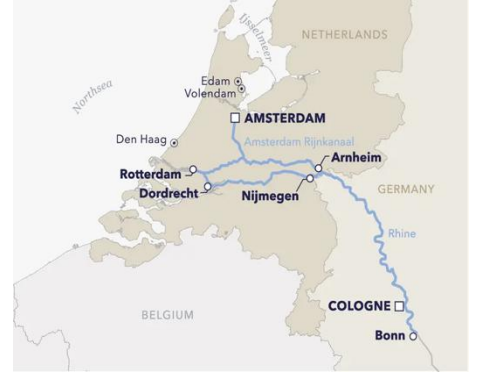 Ijsselmeer
NETHERLANDS
Northsea
Edam
Volendam
AMSTERDAM
Den Haag
Amsterdam Rijnkanaal
Arnheim
Rotterdam
Dordrecht
Nijmegen
GERMANY
Rhine
COLOGNE
BELGIUM
Bonn